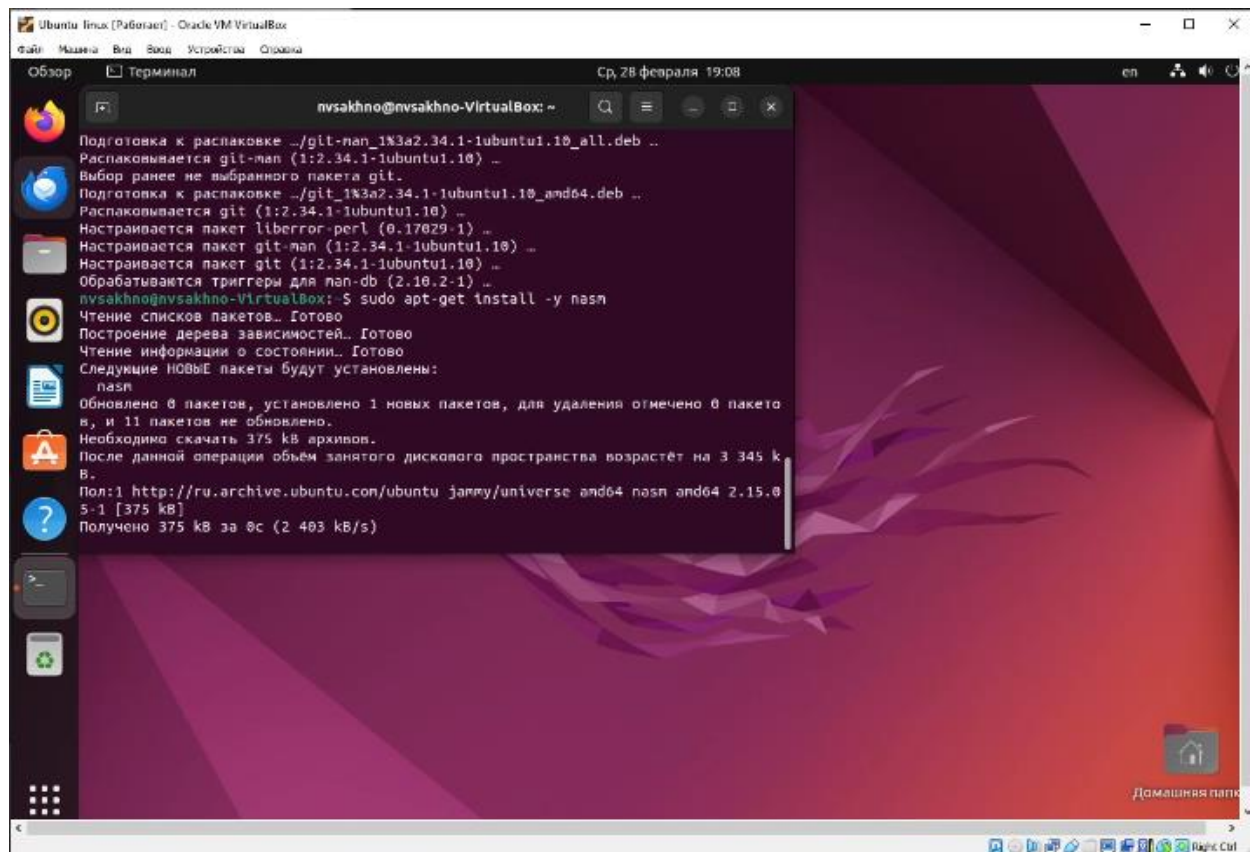 Ubuntu linux [Работает] - Oracle VM VirtualBox
Файл Машина Вид Ввод Устройства Справка
Обзор Терминал Ср, 28 февраля 19:08 en
nvsakhno@nvsakhno-VirtualBox: ~
Подготовка к распаковке …/git-man_1%3a2.34.1-1ubuntu1.10_all.deb …
Распаковывается git-man (1:2.34.1-1ubuntu1.10) …
Выбор ранее не выбранного пакета git.
Подготовка к распаковке …/git_1%3a2.34.1-1ubuntu1.10_amd64.deb …
Распаковывается git (1:2.34.1-1ubuntu1.10) …
Настраивается пакет liberror-perl (0.17029-1) …
Настраивается пакет git-man (1:2.34.1-1ubuntu1.10) …
Настраивается пакет git (1:2.34.1-1ubuntu1.10) …
Обрабатываются триггеры для man-db (2.10.2-1) …
nvsakhno@nvsakhno-VirtualBox:~$ sudo apt-get install -y nasm
Чтение списков пакетов… Готово
Построение дерева зависимостей… Готово
Чтение информации о состоянии… Готово
Следующие НОВЫЕ пакеты будут установлены:
nasm
Обновлено 0 пакетов, установлено 1 новых пакетов, для удаления отмечено 0 пакето
в, и 11 пакетов не обновлено.
Необходимо скачать 375 kB архивов.
После данной операции объём занятого дискового пространства возрастёт на 3 345 k
B.
Пол:1 http://ru.archive.ubuntu.com/ubuntu jammy/universe amd64 nasm amd64 2.15.0
5-1 [375 kB]
Получено 375 kB за 0с (2 403 kB/s)
Домашняя папк
Right Ctrl